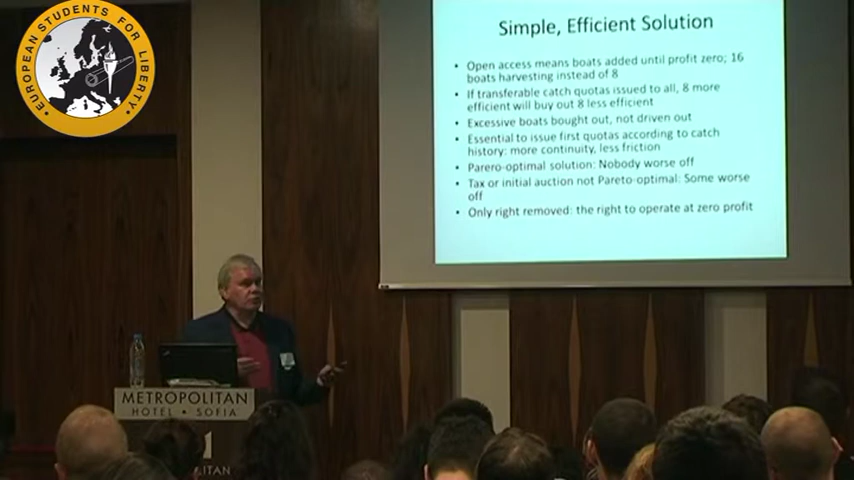 EUROPEAN STUDENTS FOR LIBERTY
Simple, Efficient Solution
• Open access means boats added until profit zero; 16
boats harvesting instead of 8
• If transferable catch quotas issued to all, 8 more
efficient will buy out 8 less efficient
• Excessive boats bought out, not driven out
• Essential to issue first quotas according to catch
history: more continuity, less friction
• Parero-optimal solution: Nobody worse off
• Tax or initial auction not Pareto-optimal: Some worse
off
• Only right removed: the right to operate at zero profit
METROPOLITAN
HOTEL • SOFIA